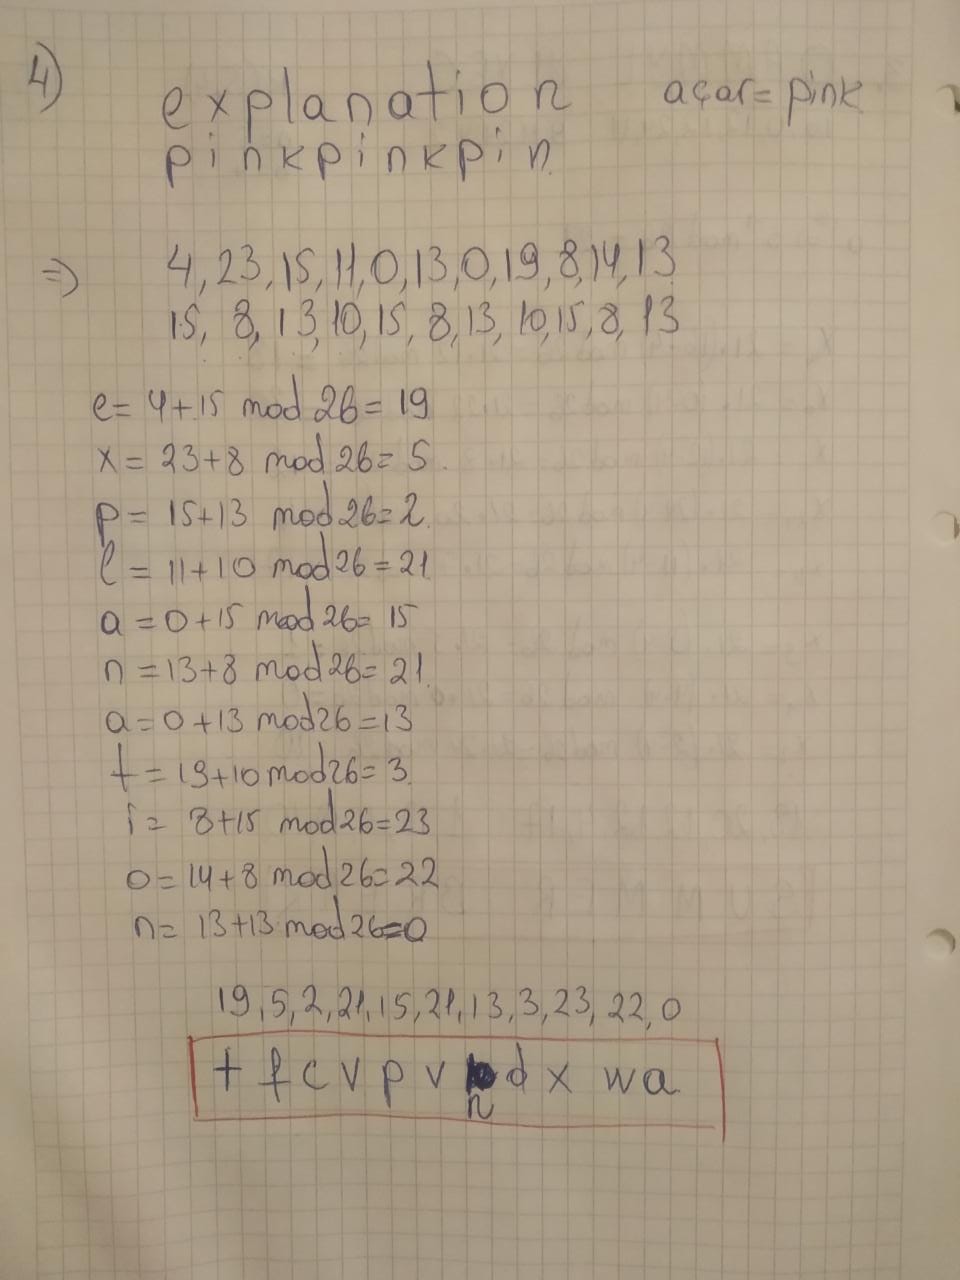 4)
explanation açar= pink
pinkpinkpin
=> 4, 23, 15, 11, 0, 13, 0, 19, 8, 14, 13
15, 8, 13, 10, 15, 8, 13, 10, 15, 8, 13
e= 4+15 mod 26= 19
x= 23+8 mod 26= 5
p= 15+13 mod 26= 2
l= 11+10 mod 26= 21
a= 0+15 mod 26= 15
n= 13+8 mod 26= 21
a= 0+13 mod 26= 13
t= 19+10 mod 26= 3
i= 8+15 mod 26= 23
o= 14+8 mod 26= 22
n= 13+13 mod 26= 0
19, 5, 2, 21, 15, 21, 13, 3, 23, 22, 0
t f c v p v n d x w a